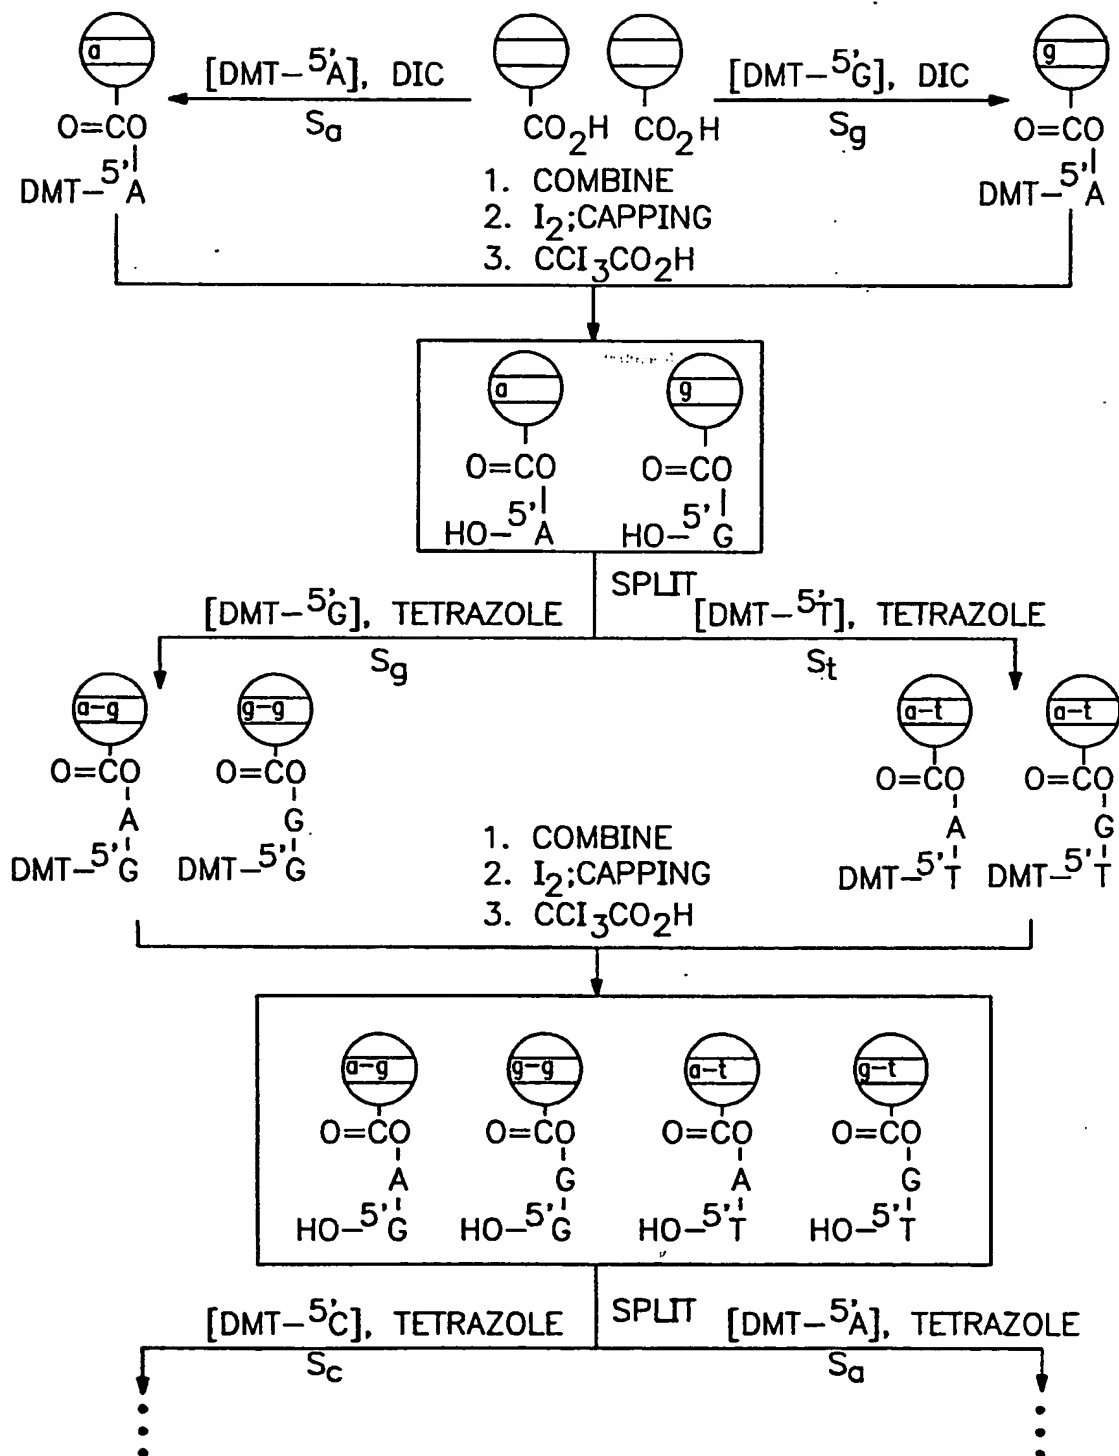 a
[DMT-5'A], DIC
Sa
CO2H
CO2H
[DMT-5'G], DIC
Sg
g
O=CO
DMT-5'A
O=CO
DMT-5'A
1. COMBINE
2. I2;CAPPING
3. CCI3CO2H
a
g
O=CO
O=CO
HO-5'A
HO-5'G
SPLIT
[DMT-5'G], TETRAZOLE
Sg
[DMT-5'T], TETRAZOLE
St
a-g
g-g
a-t
a-t
O=CO
O=CO
O=CO
O=CO
A
G
A
G
DMT-5'G
DMT-5'G
DMT-5'T
DMT-5'T
1. COMBINE
2. I2;CAPPING
3. CCI3CO2H
a-g
g-g
a-t
g-t
O=CO
O=CO
O=CO
O=CO
A
G
A
G
HO-5'G
HO-5'G
HO-5'T
HO-5'T
SPLIT
[DMT-5'C], TETRAZOLE
Sc
[DMT-5'A], TETRAZOLE
Sa